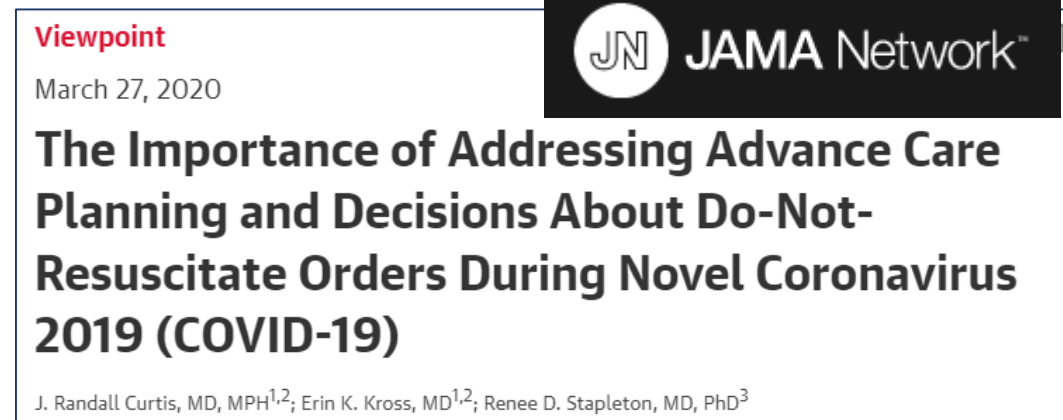 Viewpoint
JN JAMA Network™
March 27, 2020
The Importance of Addressing Advance Care
Planning and Decisions About Do-Not-
Resuscitate Orders During Novel Coronavirus
2019 (COVID-19)
J. Randall Curtis, MD, MPH1,2; Erin K. Kross, MD1,2; Renee D. Stapleton, MD, PhD3